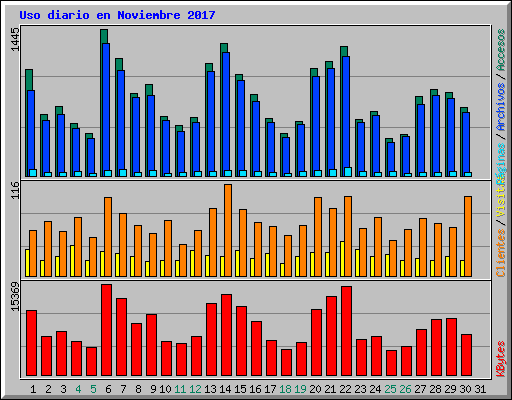 Uso diario en Noviembre 2017
1445
116
15369
Accesos / Archivos / Páginas
Clientes / Visitas
KBytes
1 2 3 4 5 6 7 8 9 10 11 12 13 14 15 16 17 18 19 20 21 22 23 24 25 26 27 28 29 30 31